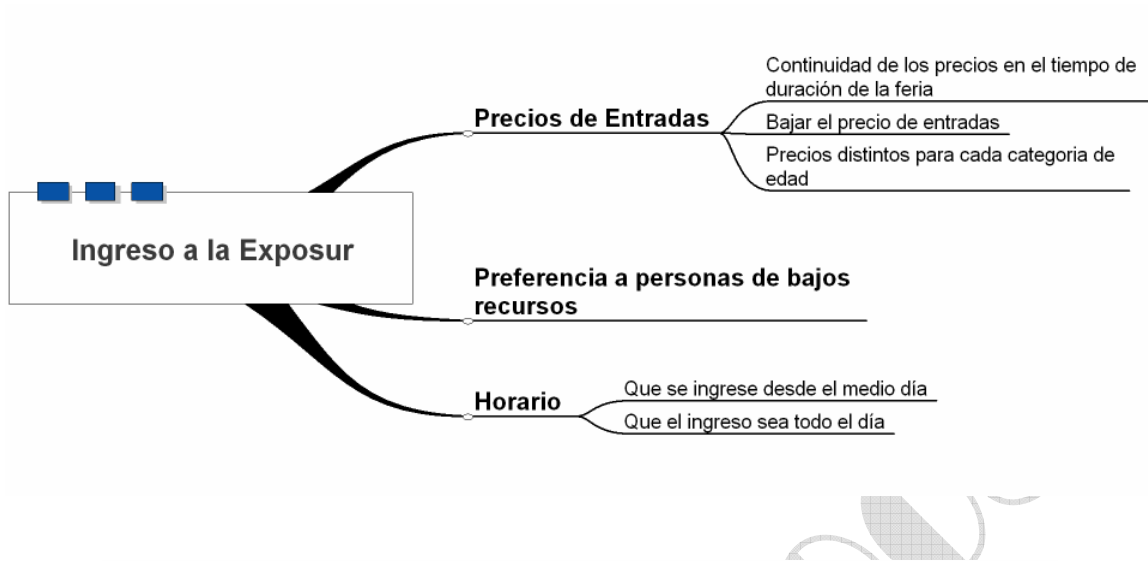 Ingreso a la Exposur
Precios de Entradas
Continuidad de los precios en el tiempo de
duración de la feria
Bajar el precio de entradas
Precios distintos para cada categoria de
edad
Preferencia a personas de bajos
recursos
Horario
Que se ingrese desde el medio día
Que el ingreso sea todo el día